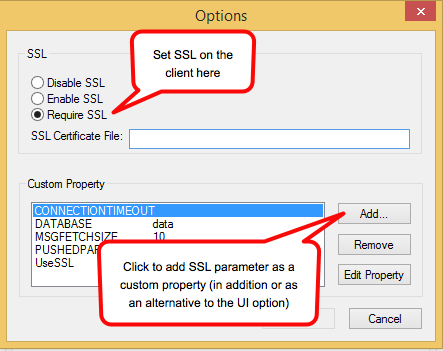 Options
SSL
Set SSL on the
client here
Disable SSL
Enable SSL
Require SSL
SSL Certificate File:
Custom Property
CONNECTIONTIMEOUT
DATABASE data
MSGFETCHSIZE 10
UseSSL
Add...
Remove
Edit Property
Click to add SSL parameter as a
custom property (in addition or as
an alternative to the UI option)
Cancel